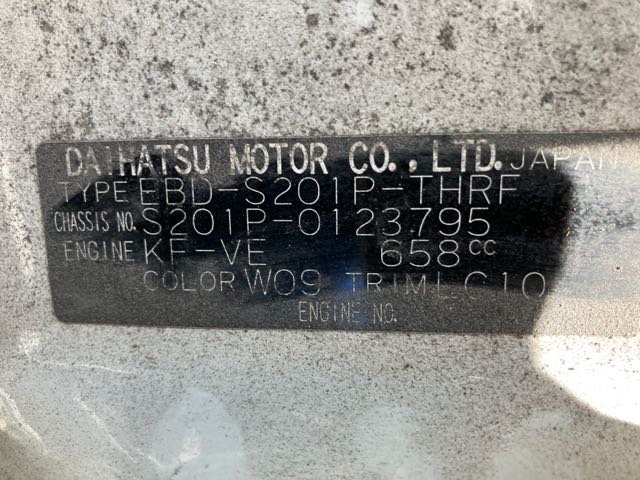 DAIHATSU MOTOR CO., LTD. JAPAN
TYPE EBD-S201P-THRF
CHASSIS NO. S201P-0123795
ENGINE KF-VE 658CC
COLOR W09 TRIM LC10
ENGINE NO.